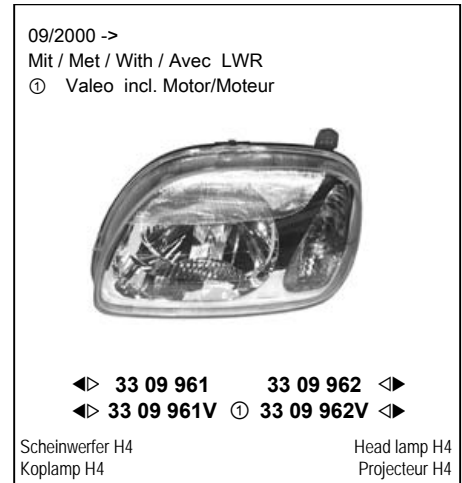 09/2000 ->
Mit / Met / With / Avec LWR
① Valeo incl. Motor/Moteur
◀▷ 33 09 961 33 09 962 ◁▶
◀▷ 33 09 961V ① 33 09 962V ◁▶
Scheinwerfer H4 Head lamp H4
Koplamp H4 Projecteur H4